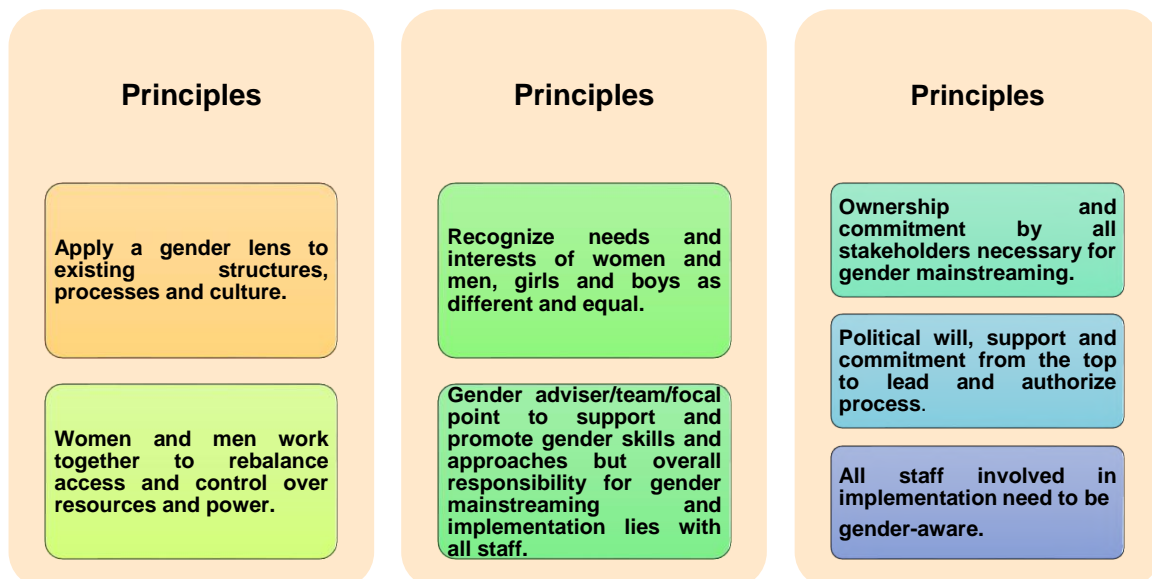 Principles
Apply a gender lens to
existing structures,
processes and culture.
Women and men work
together to rebalance
access and control over
resources and power.
Principles
Recognize needs and
interests of women and
men, girls and boys as
different and equal.
Gender adviser/team/focal
point to support and
promote gender skills and
approaches but overall
responsibility for gender
mainstreaming and
implementation lies with
all staff.
Principles
Ownership and
commitment by all
stakeholders necessary for
gender mainstreaming.
Political will, support and
commitment from the top
to lead and authorize
process.
All staff involved in
implementation need to be
gender-aware.